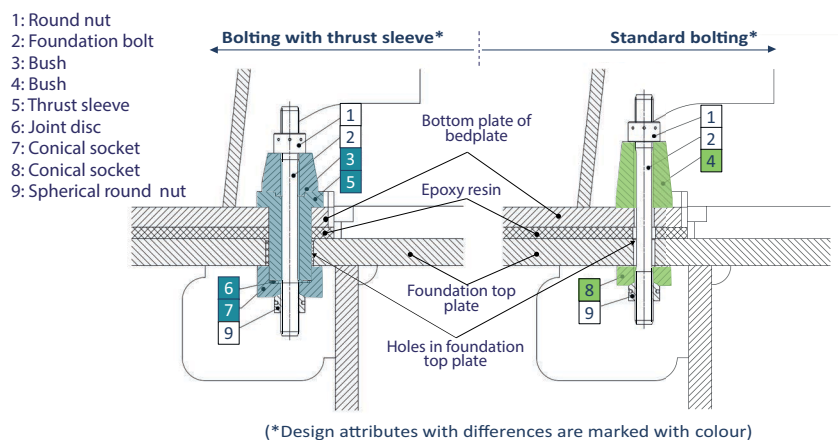 1: Round nut
2: Foundation bolt
3: Bush
4: Bush
5: Thrust sleeve
6: Joint disc
7: Conical socket
8: Conical socket
9: Spherical round nut
Bolting with thrust sleeve*
Standard bolting*
1
2
3
5
Bottom plate of
bedplate
Epoxy resin
1
2
4
6
7
9
Foundation top
plate
Holes in foundation
top plate
8
9
(*Design attributes with differences are marked with colour)